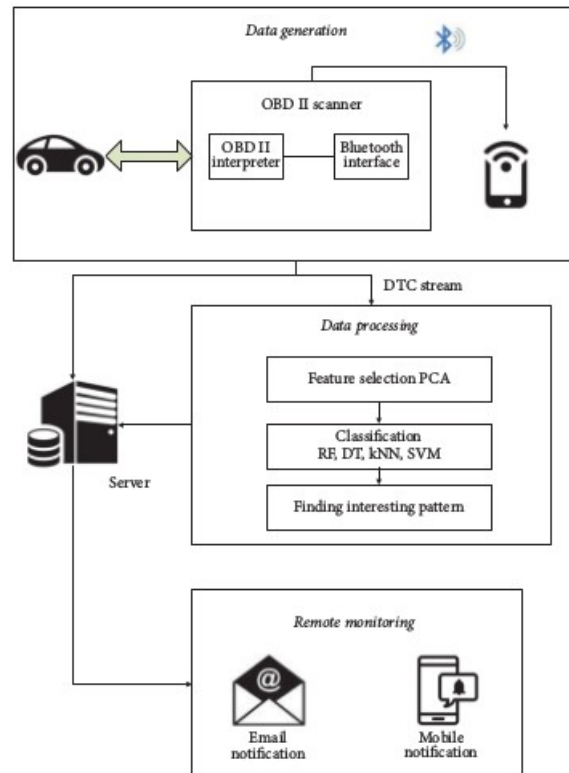 Data generation
OBD II scanner
OBD II
interpreter
Bluetooth
interface
DTC stream
Data processing
Feature selection PCA
Classification
RF, DT, kNN, SVM
Finding interesting pattern
Server
Remote monitoring
@
Email
notification
Mobile
notification